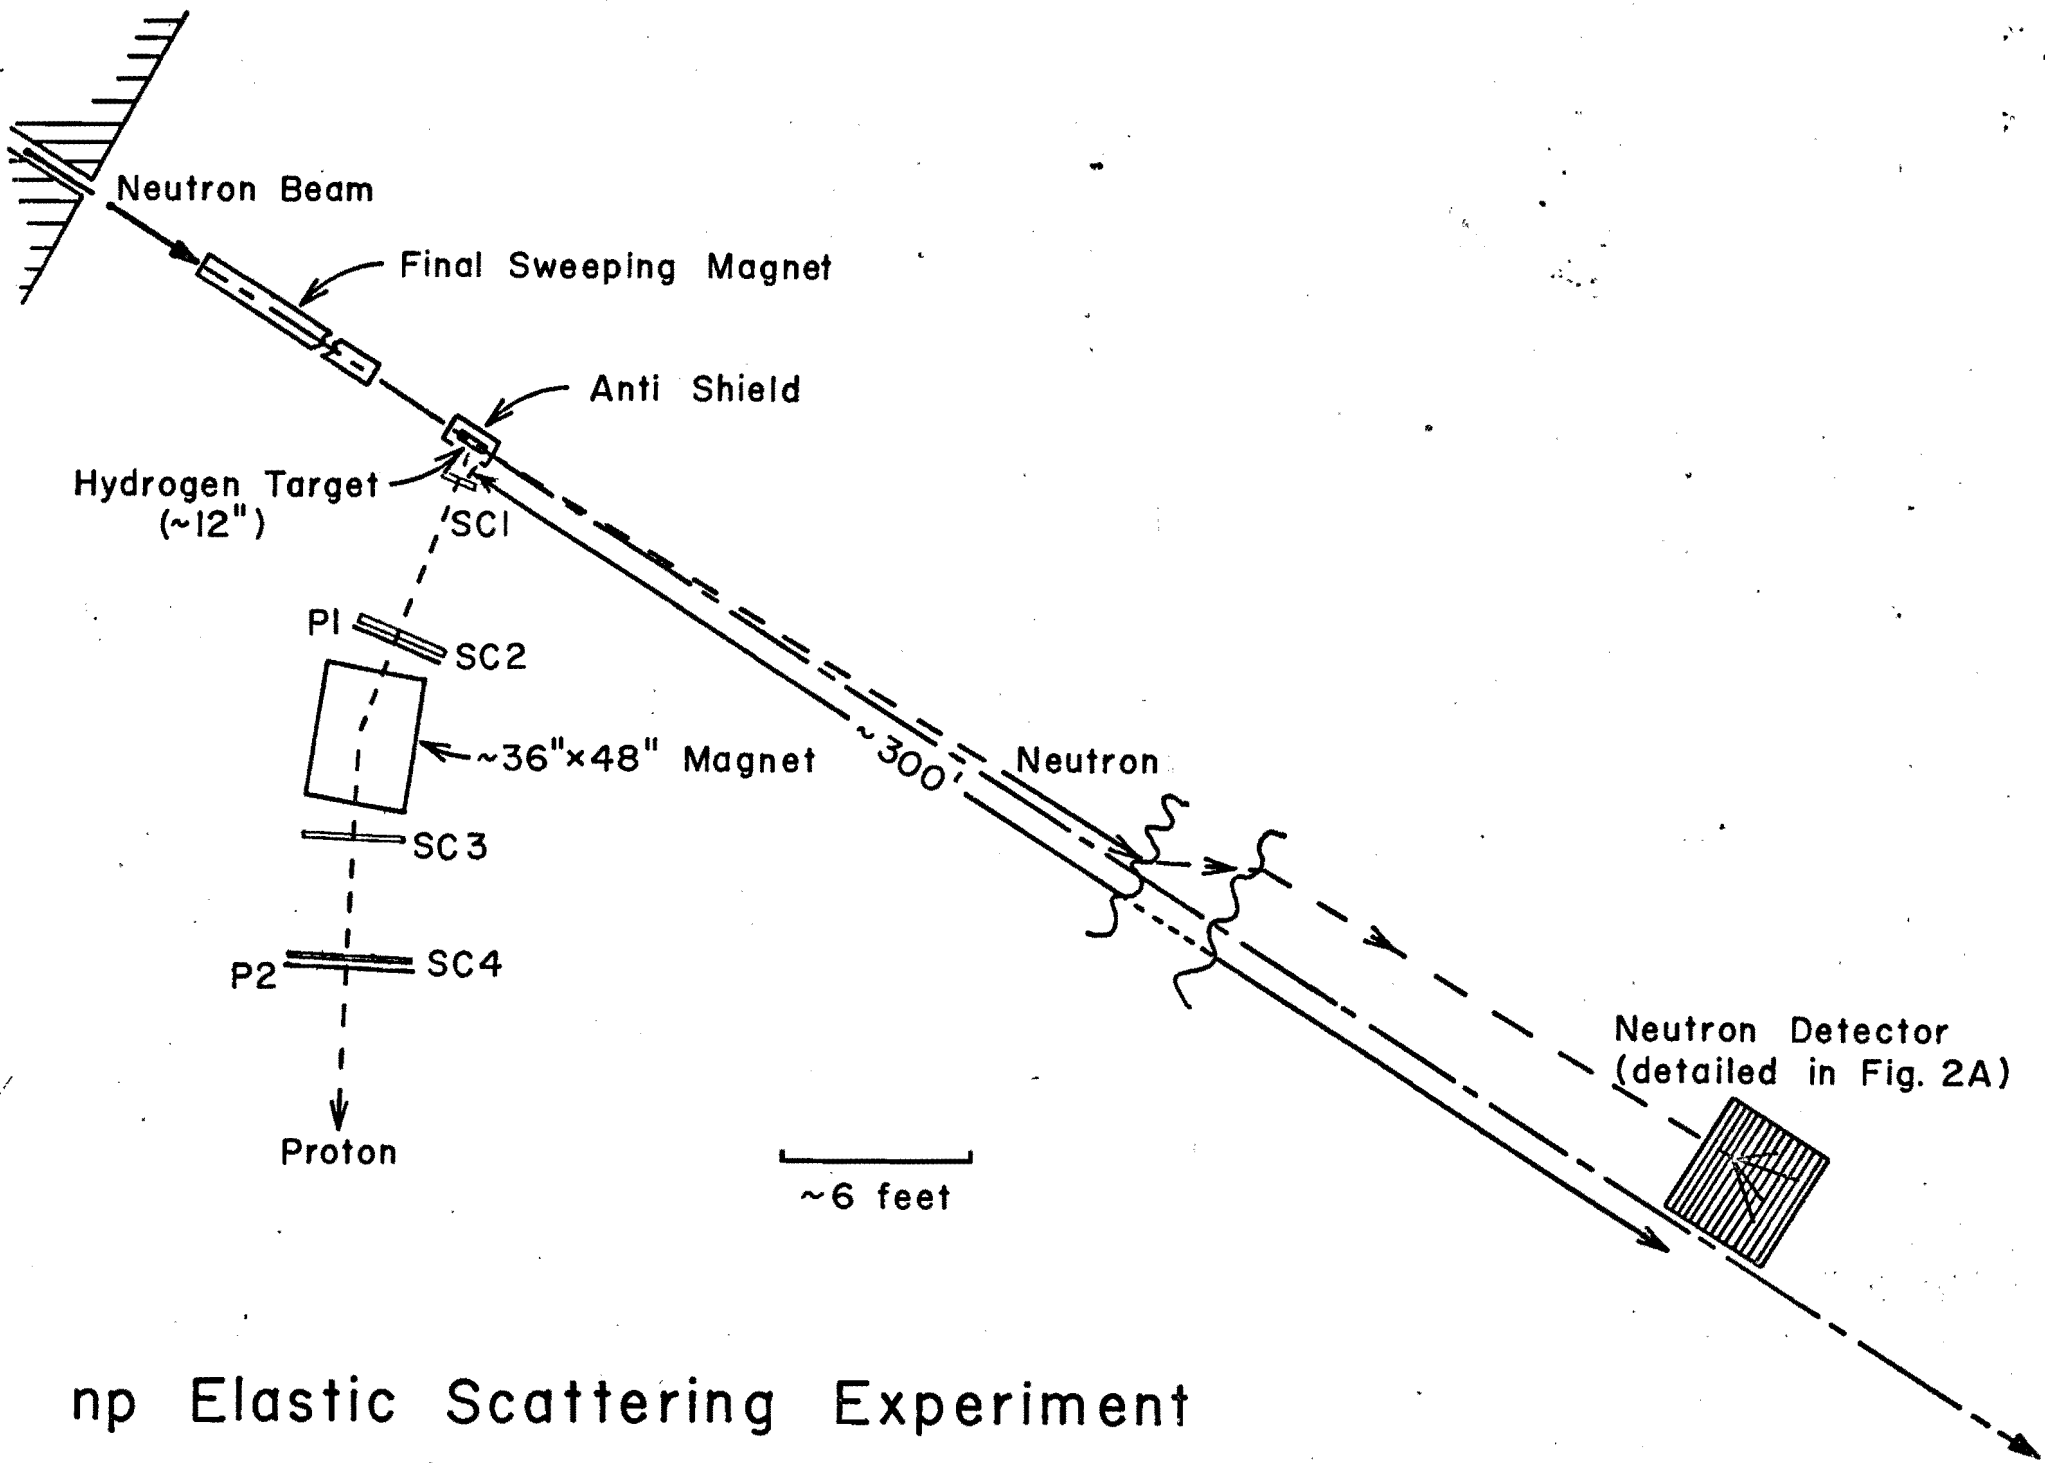 Neutron Beam
Final Sweeping Magnet
Anti Shield
Hydrogen Target
(~12")
SC1
P1
SC2
~36"×48" Magnet
~300'
Neutron
SC3
SC4
P2
Neutron Detector
(detailed in Fig. 2A)
Proton
~6 feet
np Elastic Scattering Experiment